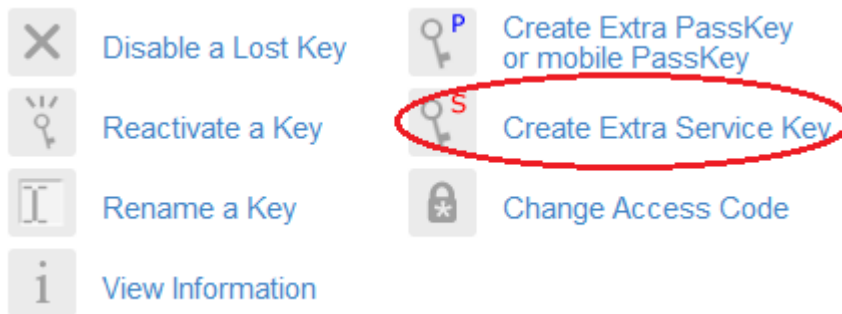 Disable a Lost Key
P
Create Extra PassKey
or mobile PassKey
Reactivate a Key
S
Create Extra Service Key
Rename a Key
Change Access Code
i
View Information